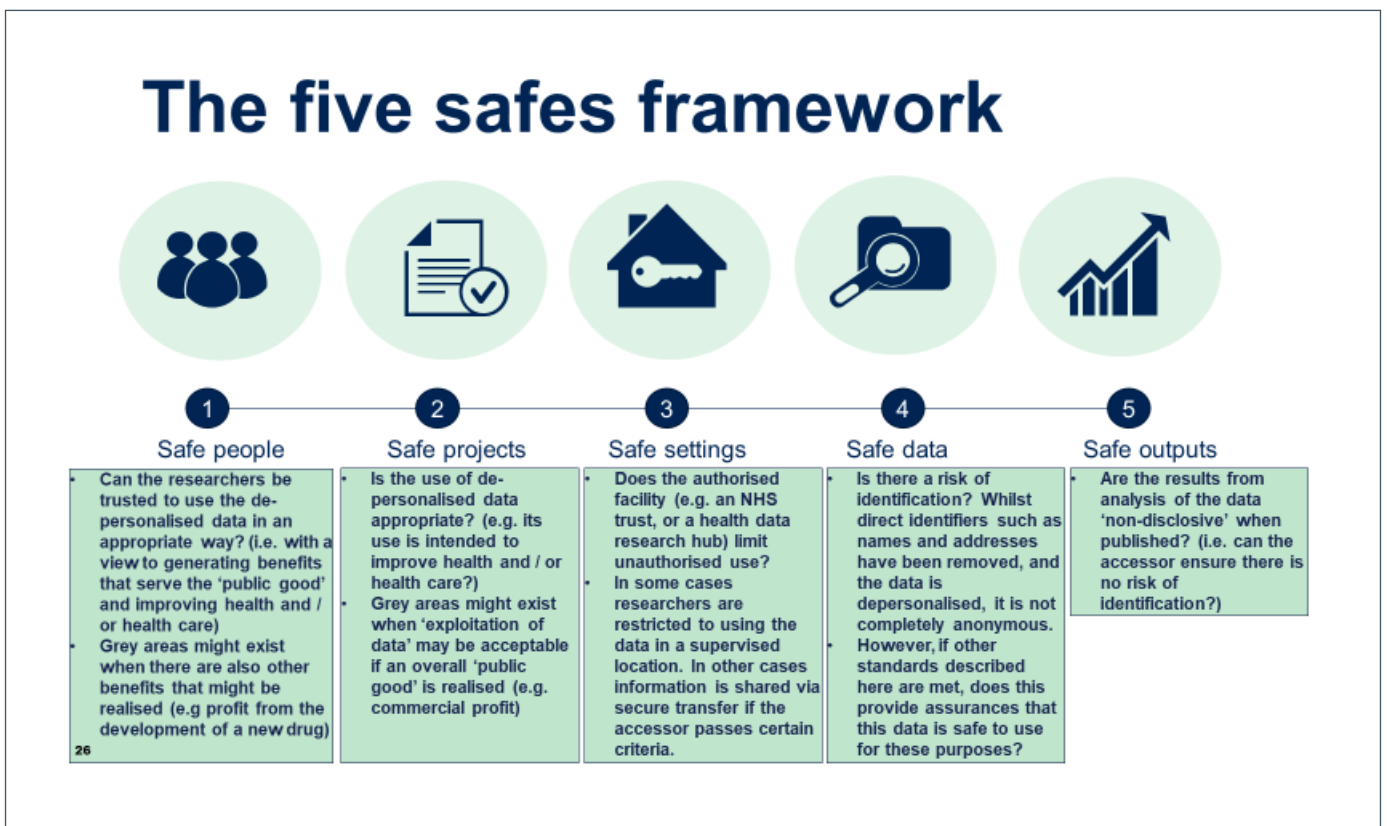 The five safes framework
1
Safe people
• Can the researchers be
trusted to use the de-
personalised data in an
appropriate way? (i.e. with a
view to generating benefits
that serve the ‘public good’
and improving health and /
or health care)
• Grey areas might exist
when there are also other
benefits that might be
realised (e.g profit from the
development of a new drug)
26
2
Safe projects
• Is the use of de-
personalised data
appropriate? (e.g. its
use is intended to
improve health and / or
health care?)
• Grey areas might exist
when ‘exploitation of
data’ may be acceptable
if an overall ‘public
good’ is realised (e.g.
commercial profit)
3
Safe settings
• Does the authorised
facility (e.g. an NHS
trust, or a health data
research hub) limit
unauthorised use?
• In some cases
researchers are
restricted to using the
data in a supervised
location. In other cases
information is shared via
secure transfer if the
accessor passes certain
criteria.
4
Safe data
• Is there a risk of
identification? Whilst
direct identifiers such as
names and addresses
have been removed, and
the data is
depersonalised, it is not
completely anonymous.
• However, if other
standards described
here are met, does this
provide assurances that
this data is safe to use
for these purposes?
5
Safe outputs
• Are the results from
analysis of the data
‘non-disclosive’ when
published? (i.e. can the
accessor ensure there is
no risk of
identification?)